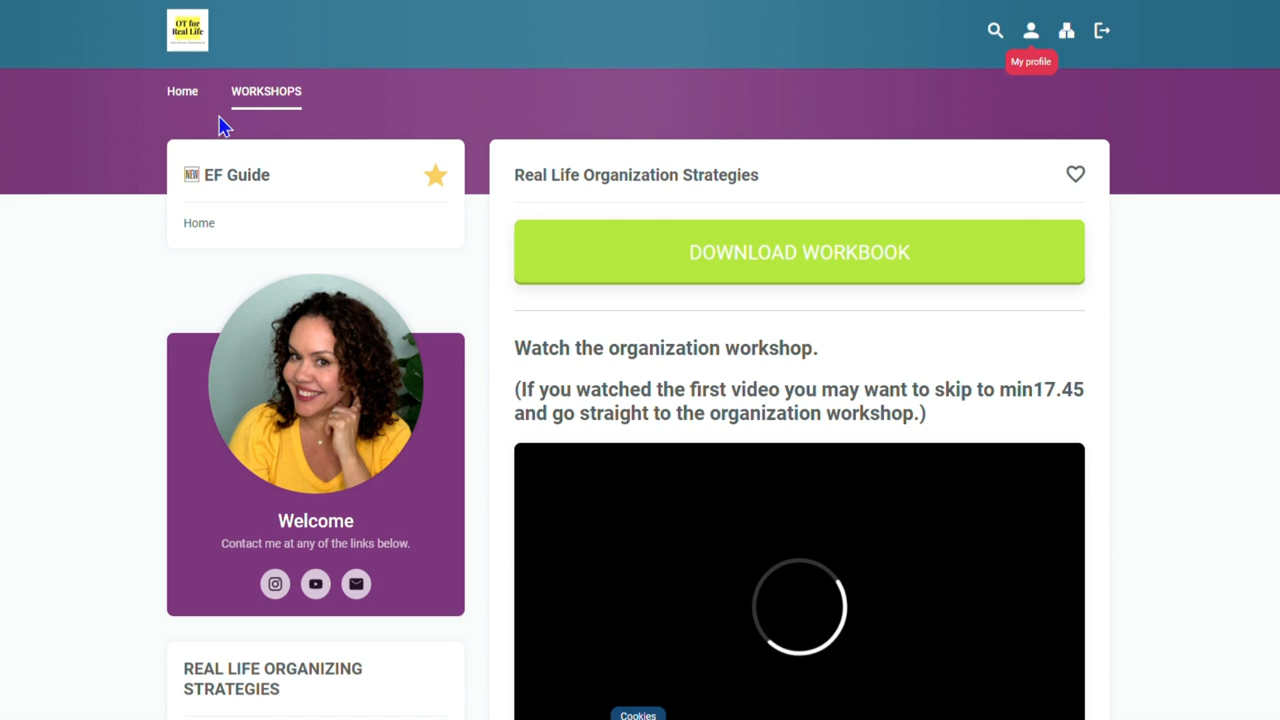 OT for
Real Life
My profile
Home
WORKSHOPS
NEW EF Guide
Home
Welcome
Contact me at any of the links below.
REAL LIFE ORGANIZING
STRATEGIES
Real Life Organization Strategies
DOWNLOAD WORKBOOK
Watch the organization workshop.
(If you watched the first video you may want to skip to min17.45
and go straight to the organization workshop.)
Cookies